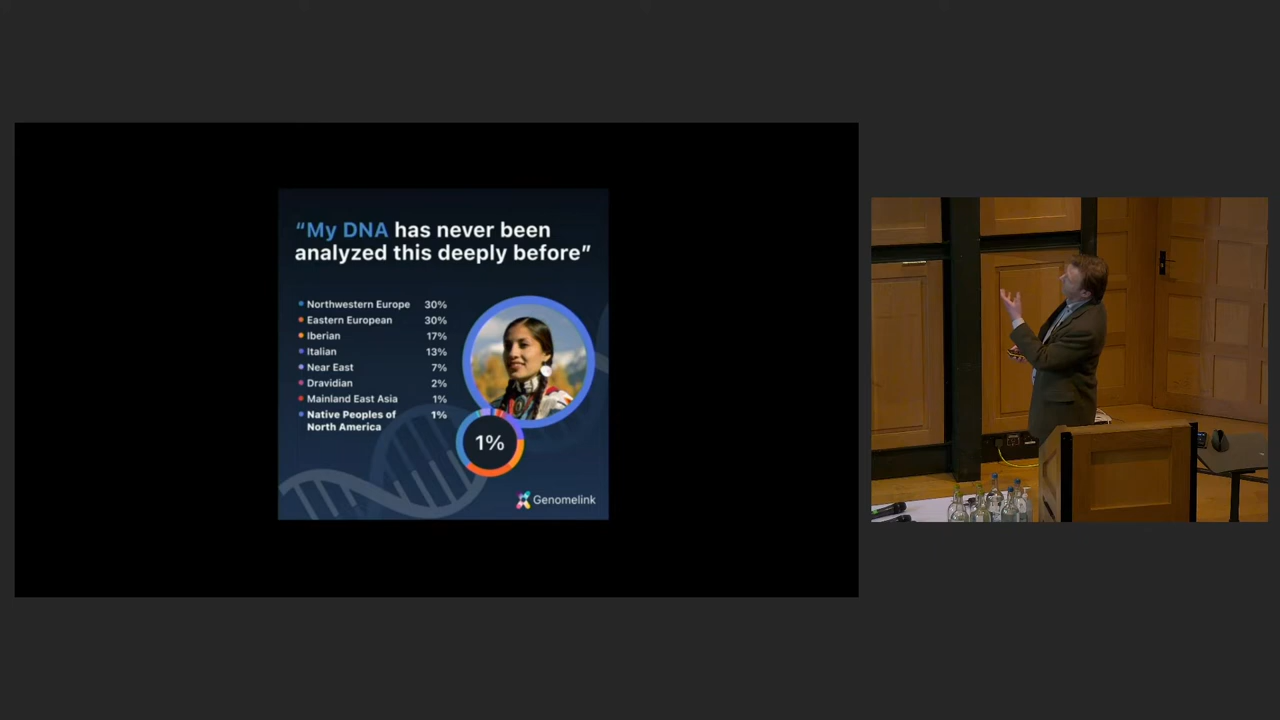 “My DNA has never been
analyzed this deeply before”
Northwestern Europe 30%
Eastern European 30%
Iberian 17%
Italian 13%
Near East 7%
Dravidian 2%
Mainland East Asia 1%
Native Peoples of 1%
North America
1%
Genomelink